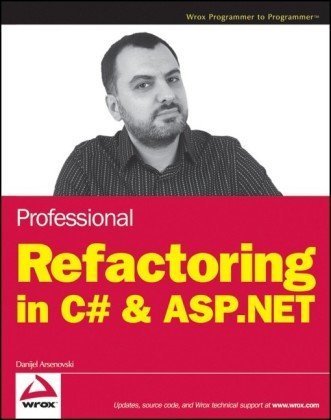 Wrox Programmer to Programmer™
Professional
Refactoring
in C# & ASP.NET
Danijel Arsenovski
wrox™
Updates, source code, and Wrox technical support at www.wrox.com